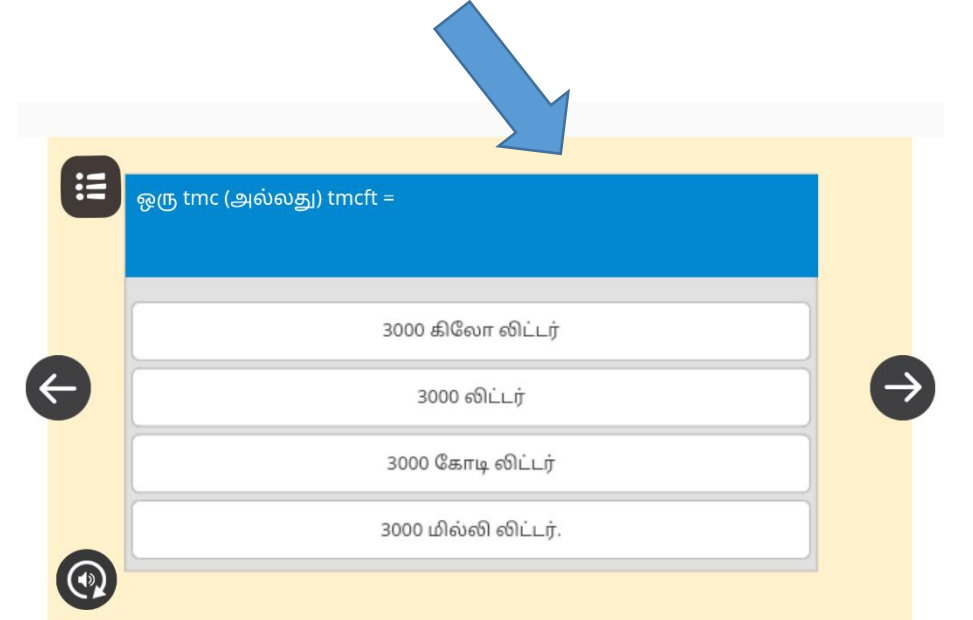 ஒரு tmc (அல்லது) tmcft =
3000 கிலோ லிட்டர்
3000 லிட்டர்
3000 கோடி லிட்டர்
3000 மில்லி லிட்டர்.